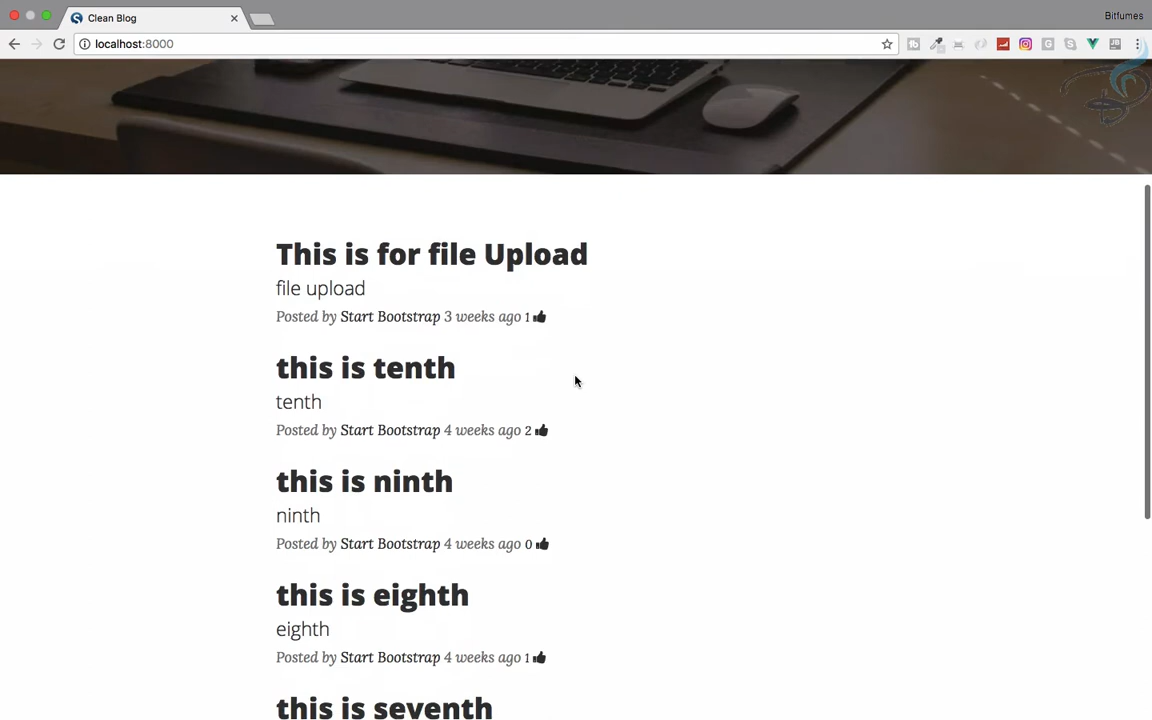 Clean Blog
Bitfumes
localhost:8000
This is for file Upload
file upload
Posted by Start Bootstrap 3 weeks ago 1
this is tenth
tenth
Posted by Start Bootstrap 4 weeks ago 2
this is ninth
ninth
Posted by Start Bootstrap 4 weeks ago 0
this is eighth
eighth
Posted by Start Bootstrap 4 weeks ago 1
this is seventh